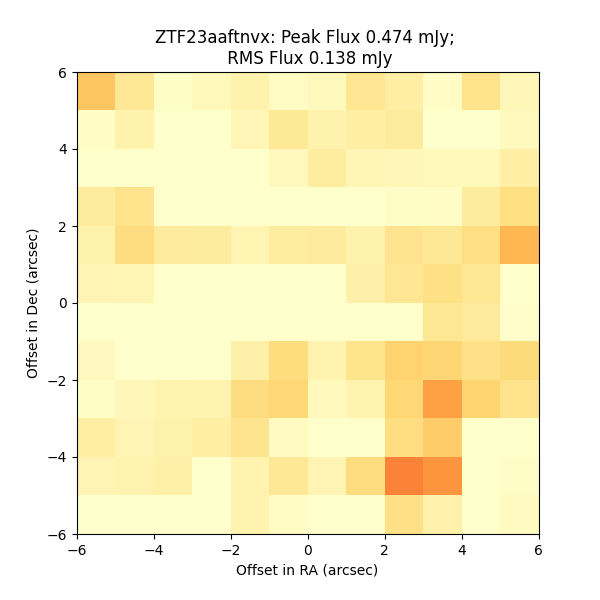 ZTF23aaftnvx: Peak Flux 0.474 mJy;
RMS Flux 0.138 mJy
6
4
2
0
−2
−4
−6
Offset in Dec (arcsec)
−6 −4 −2 0 2 4 6
Offset in RA (arcsec)